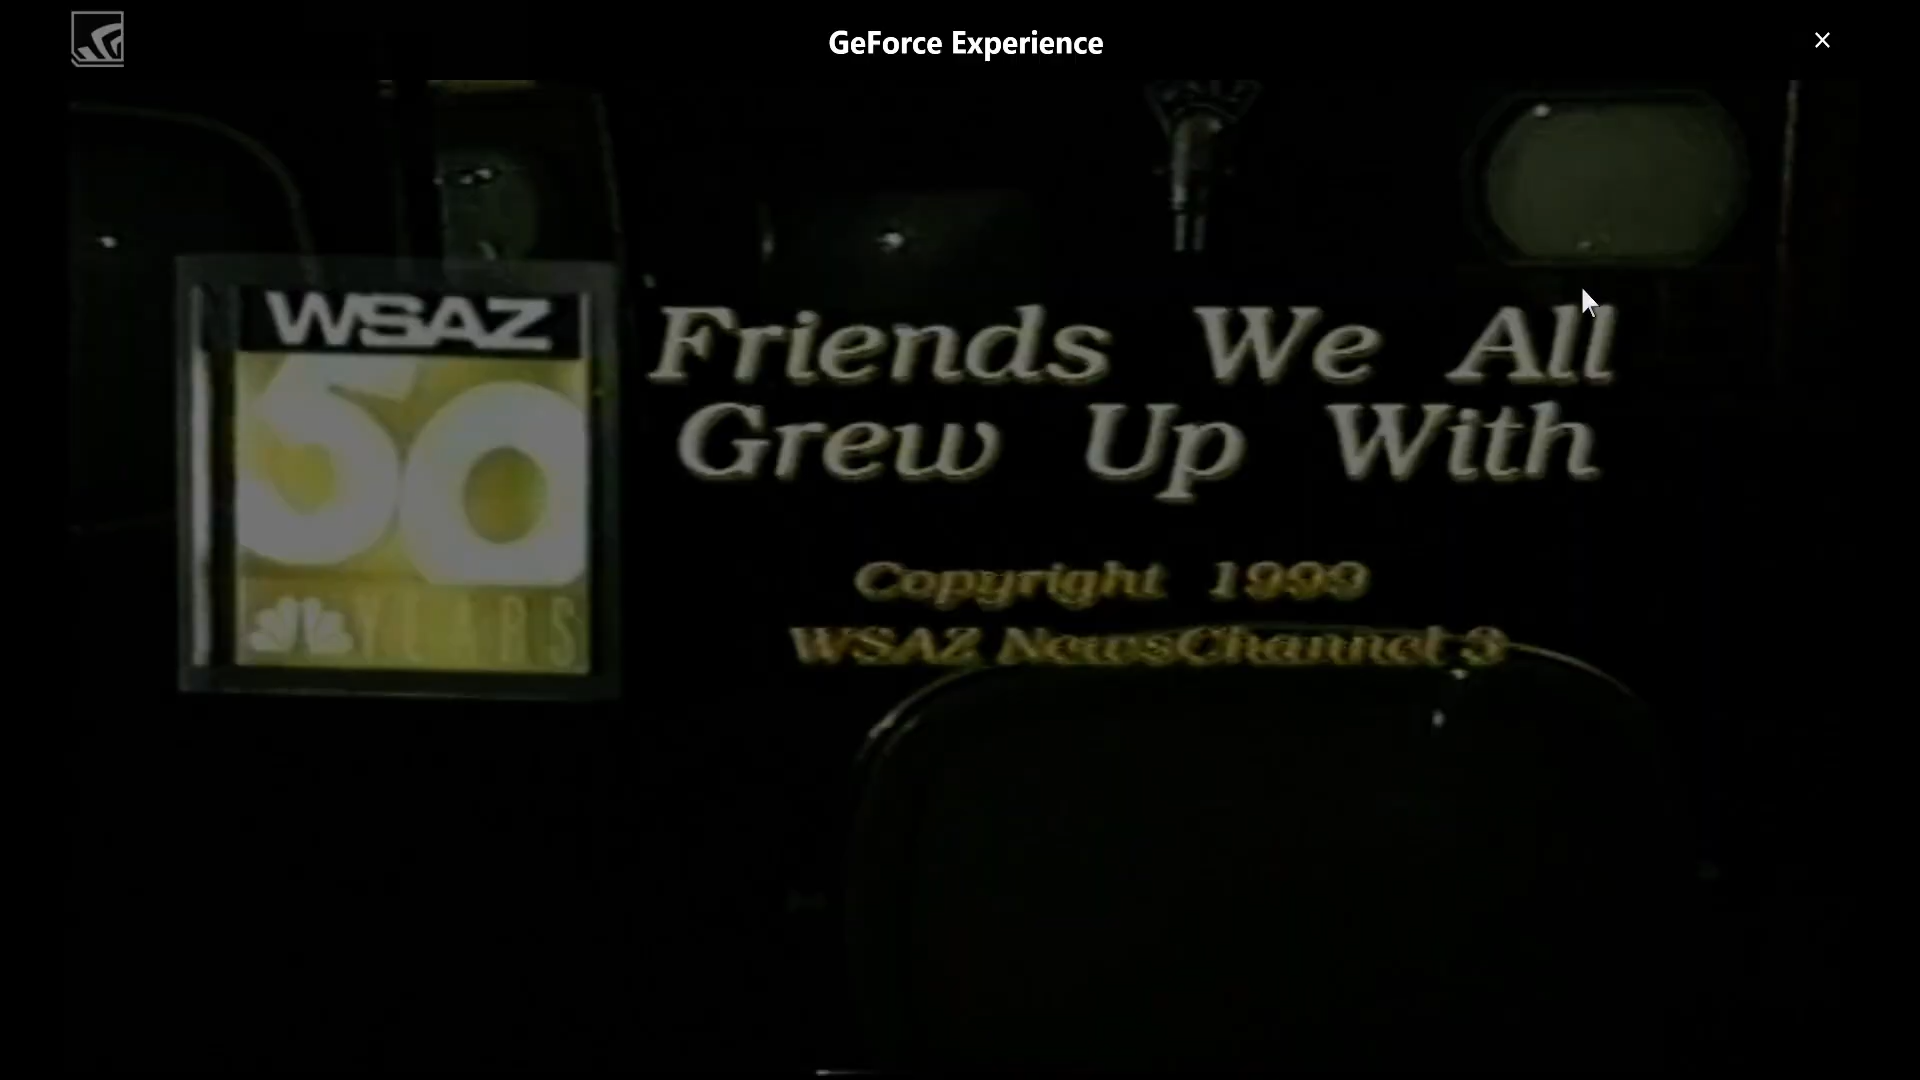 GeForce Experience
WSAZ
50
YEARS
Friends We All
Grew Up With
Copyright 1999
WSAZ NewsChannel 3